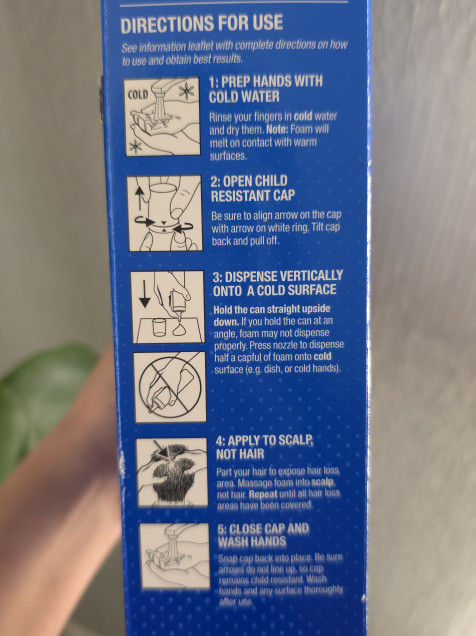 DIRECTIONS FOR USE
See information leaflet with complete directions on how
to use and obtain best results.
COLD
1: PREP HANDS WITH
COLD WATER
Rinse your fingers in cold water
and dry them. Note: Foam will
melt on contact with warm
surfaces.
2: OPEN CHILD
RESISTANT CAP
Be sure to align arrow on the cap
with arrow on white ring. Tilt cap
back and pull off.
3: DISPENSE VERTICALLY
ONTO A COLD SURFACE
Hold the can straight upside
down. If you hold the can at an
angle, foam may not dispense
properly. Press nozzle to dispense
half a capful of foam onto cold
surface (e.g. dish, or cold hands).
4: APPLY TO SCALP,
NOT HAIR
Part your hair to expose hair loss
area. Massage foam into scalp,
not hair. Repeat until all hair loss
areas have been covered.
5: CLOSE CAP AND
WASH HANDS
Snap cap back into place. Be sure
arrows do not line up, so cap
remains child resistant. Wash
hands and any surface thoroughly
after use.